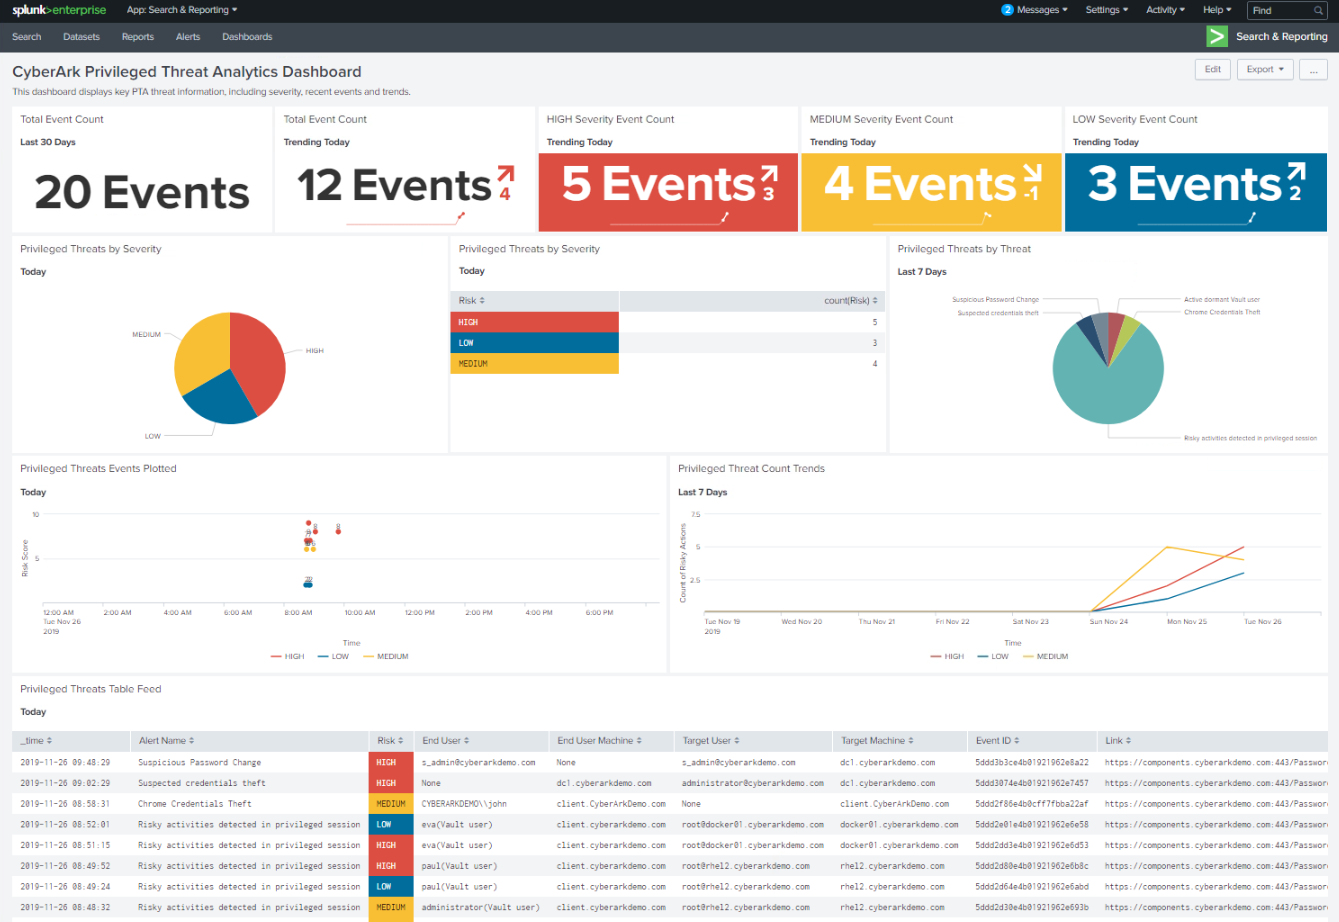 splunk>enterprise App: Search & Reporting 2 Messages Settings Activity Help Find
Search Datasets Reports Alerts Dashboards Search & Reporting
CyberArk Privileged Threat Analytics Dashboard Edit Export ...
This dashboard displays key PTA threat information, including severity, recent events and trends.
Total Event Count Total Event Count HIGH Severity Event Count MEDIUM Severity Event Count LOW Severity Event Count
Last 30 Days Trending Today Trending Today Trending Today Trending Today
20 Events 12 Events 4 5 Events 3 4 Events -1 3 Events 2
Privileged Threats by Severity Privileged Threats by Severity Privileged Threats by Threat
Today Today Last 7 Days
MEDIUM
HIGH
LOW
Risk count(Risk)
HIGH 5
LOW 3
MEDIUM 4
Suspicious Password Change Active dormant Vault user
Suspected credentials theft Chrome Credentials Theft
Risky activities detected in privileged session
Privileged Threats Events Plotted
Today
10
5
Risk Score
12:00 AM 2:00 AM 4:00 AM 6:00 AM 8:00 AM 10:00 AM 12:00 PM 2:00 PM 4:00 PM 6:00 PM
Tue Nov 26
2019
Time
HIGH LOW MEDIUM
Privileged Threat Count Trends
Last 7 Days
7.5
5
2.5
Count of Risky Actions
Tue Nov 19 Wed Nov 20 Thu Nov 21 Fri Nov 22 Sat Nov 23 Sun Nov 24 Mon Nov 25 Tue Nov 26
2019
Time
HIGH LOW MEDIUM
Privileged Threats Table Feed
Today
_time Alert Name Risk End User End User Machine Target User Target Machine Event ID Link
2019-11-26 09:48:29 Suspicious Password Change HIGH s_admin@cyberarkdemo.com None s_admin@cyberarkdemo.com dc1.cyberarkdemo.com 5ddd3b3ce4b01921962e8a22 https://components.cyberarkdemo.com:443/Passwor
2019-11-26 09:02:29 Suspected credentials theft HIGH None dc1.cyberarkdemo.com administrator@cyberarkdemo.com dc1.cyberarkdemo.com 5ddd3074e4b01921962e7457 https://components.cyberarkdemo.com:443/Passwor
2019-11-26 08:58:31 Chrome Credentials Theft MEDIUM CYBERARKDEMO\\john client.CyberArkDemo.com None client.CyberArkDemo.com 5ddd2f86e4b0cff7fbba22af https://components.cyberarkdemo.com:443/Passwor
2019-11-26 08:52:01 Risky activities detected in privileged session LOW eva(Vault user) client.cyberarkdemo.com root@docker01.cyberarkdemo.com docker01.cyberarkdemo.com 5ddd2e01e4b01921962e6e58 https://components.cyberarkdemo.com:443/Passwor
2019-11-26 08:51:15 Risky activities detected in privileged session HIGH eva(Vault user) client.cyberarkdemo.com root@docker01.cyberarkdemo.com docker01.cyberarkdemo.com 5ddd2dd3e4b01921962e6d53 https://components.cyberarkdemo.com:443/Passwor
2019-11-26 08:49:52 Risky activities detected in privileged session HIGH paul(Vault user) client.cyberarkdemo.com root@rhel2.cyberarkdemo.com rhel2.cyberarkdemo.com 5ddd2d80e4b01921962e6b8c https://components.cyberarkdemo.com:443/Passwor
2019-11-26 08:49:24 Risky activities detected in privileged session LOW paul(Vault user) client.cyberarkdemo.com root@rhel2.cyberarkdemo.com rhel2.cyberarkdemo.com 5ddd2d64e4b01921962e6abd https://components.cyberarkdemo.com:443/Passwor
2019-11-26 08:48:32 Risky activities detected in privileged session MEDIUM administrator(Vault user) client.cyberarkdemo.com root@rhel2.cyberarkdemo.com rhel2.cyberarkdemo.com 5ddd2d30e4b01921962e693b https://components.cyberarkdemo.com:443/Passwor